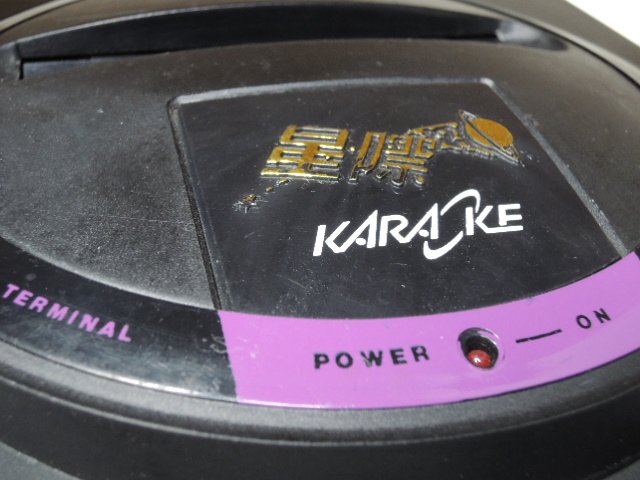 星際
KARAOKE
TERMINAL
POWER — ON